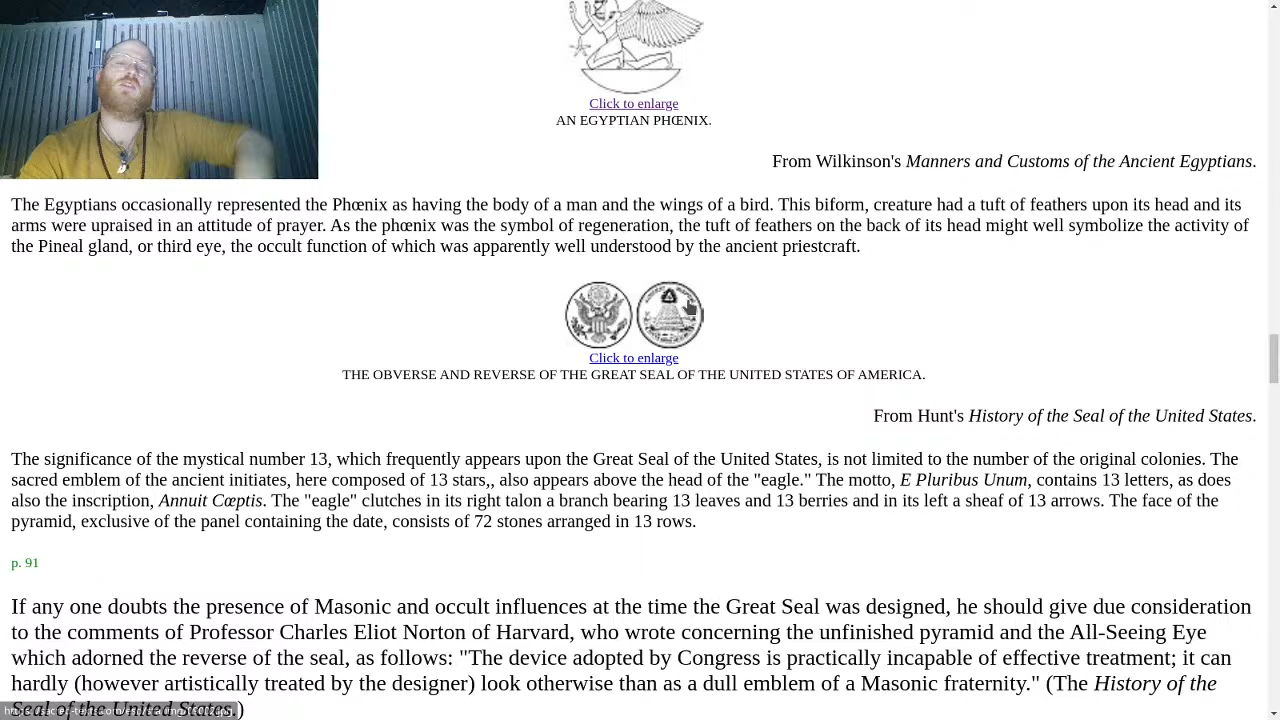 Click to enlarge
AN EGYPTIAN PHŒNIX.
From Wilkinson's Manners and Customs of the Ancient Egyptians.
The Egyptians occasionally represented the Phœnix as having the body of a man and the wings of a bird. This biform, creature had a tuft of feathers upon its head and its
arms were upraised in an attitude of prayer. As the phœnix was the symbol of regeneration, the tuft of feathers on the back of its head might well symbolize the activity of
the Pineal gland, or third eye, the occult function of which was apparently well understood by the ancient priestcraft.
Click to enlarge
THE OBVERSE AND REVERSE OF THE GREAT SEAL OF THE UNITED STATES OF AMERICA.
From Hunt's History of the Seal of the United States.
The significance of the mystical number 13, which frequently appears upon the Great Seal of the United States, is not limited to the number of the original colonies. The
sacred emblem of the ancient initiates, here composed of 13 stars,, also appears above the head of the "eagle." The motto, E Pluribus Unum, contains 13 letters, as does
also the inscription, Annuit Cœptis. The "eagle" clutches in its right talon a branch bearing 13 leaves and 13 berries and in its left a sheaf of 13 arrows. The face of the
pyramid, exclusive of the panel containing the date, consists of 72 stones arranged in 13 rows.
p. 91
If any one doubts the presence of Masonic and occult influences at the time the Great Seal was designed, he should give due consideration
to the comments of Professor Charles Eliot Norton of Harvard, who wrote concerning the unfinished pyramid and the All-Seeing Eye
which adorned the reverse of the seal, as follows: "The device adopted by Congress is practically incapable of effective treatment; it can
hardly (however artistically treated by the designer) look otherwise than as a dull emblem of a Masonic fraternity." (The History of the
Seal of the United States.)